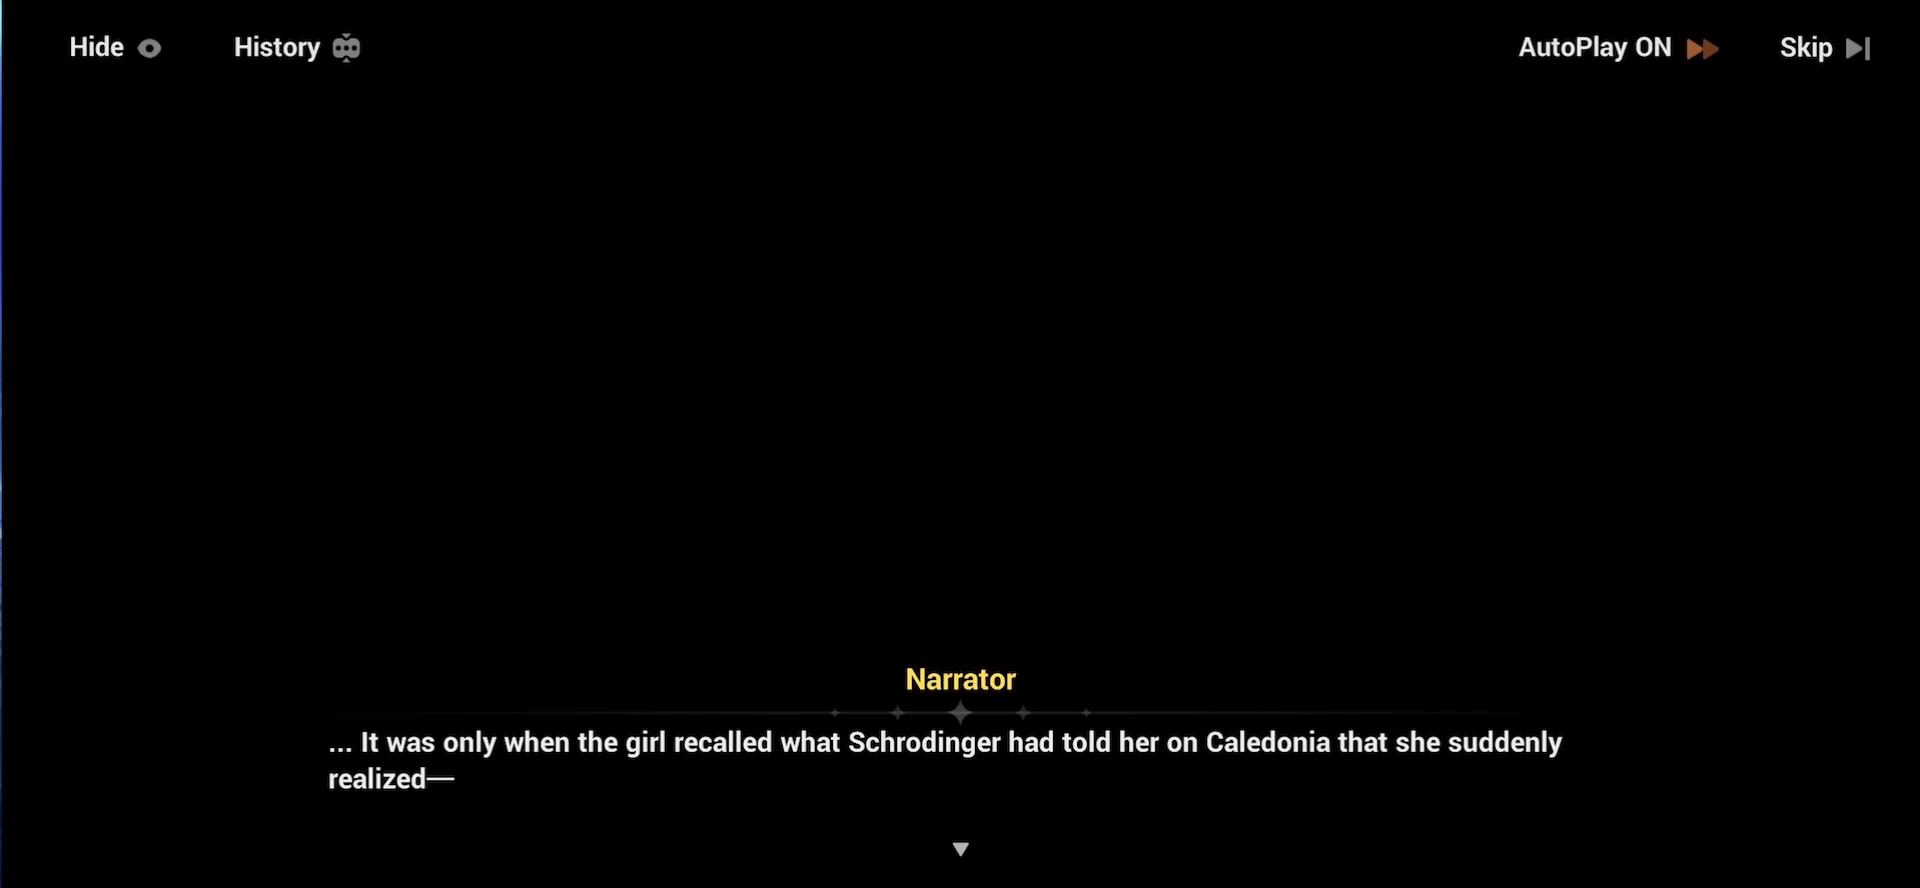 Hide History AutoPlay ON Skip
Narrator
... It was only when the girl recalled what Schrodinger had told her on Caledonia that she suddenly
realized—